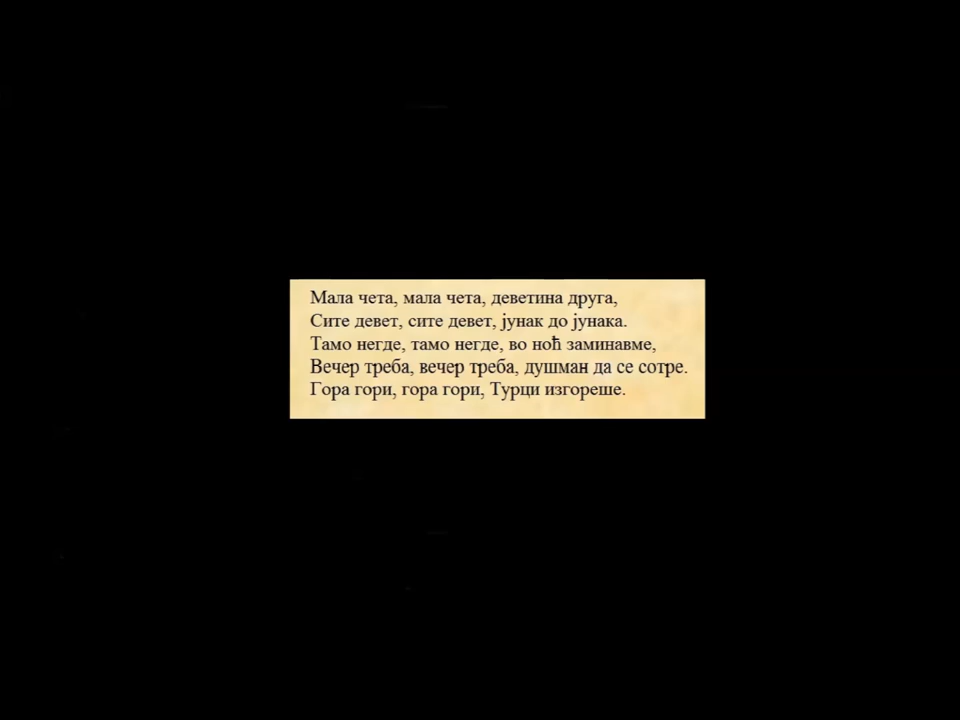 Мала чета, мала чета, деветина друга,
Сите девет, сите девет, јунак до јунака.
Тамо негде, тамо негде, во ноћ заминавме,
Вечер треба, вечер треба, душман да се сотре.
Гора гори, гора гори, Турци изгореше.